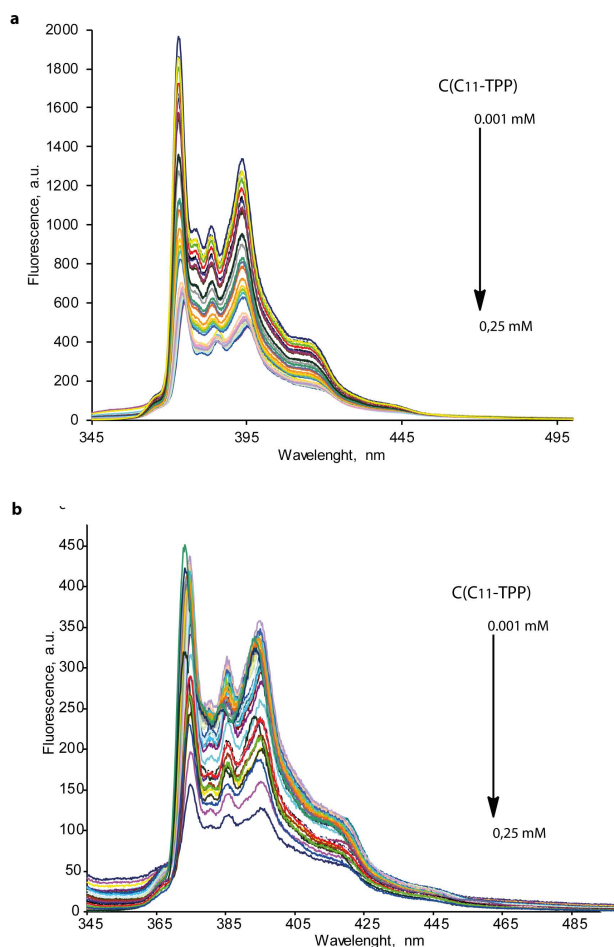 a
2000
1800
1600
1400
1200
1000
800
600
400
200
0
Fluorescence, a.u.
345 395 445 495
Wavelenght, nm
C(C11-TPP)
0.001 mM
0,25 mM
b
450
400
350
300
250
200
150
100
50
0
Fluorescence, a.u.
345 365 385 405 425 445 465 485
Wavelenght, nm
C(C11-TPP)
0.001 mM
0,25 mM